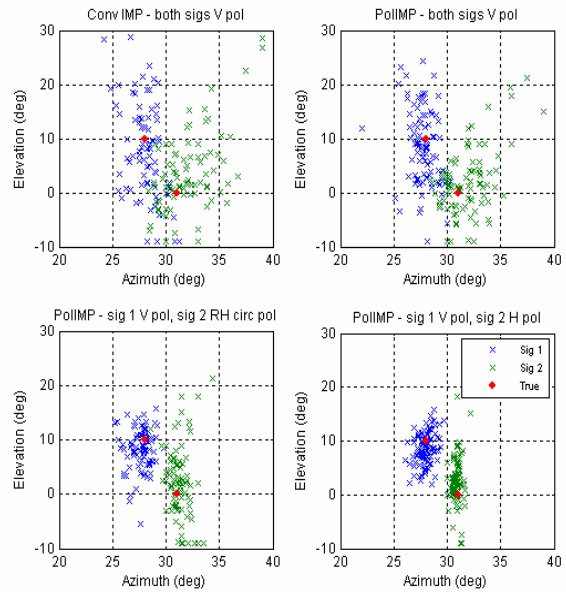 Conv IMP - both sigs V pol
30
20
10
0
-10
20 25 30 35 40
Elevation (deg)
Azimuth (deg)
PollMP - both sigs V pol
30
20
10
0
-10
20 25 30 35 40
Elevation (deg)
Azimuth (deg)
PollMP - sig 1 V pol, sig 2 RH circ pol
30
20
10
0
-10
20 25 30 35 40
Elevation (deg)
Azimuth (deg)
PollMP - sig 1 V pol, sig 2 H pol
30
20
10
0
-10
20 25 30 35 40
Elevation (deg)
Azimuth (deg)
Sig 1
Sig 2
True